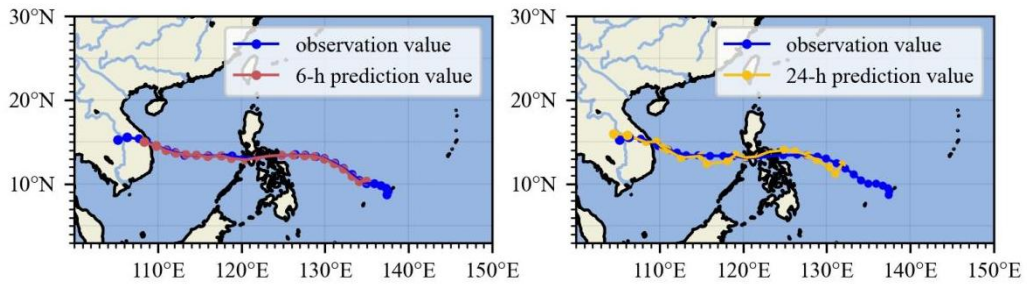 30°N
20°N
10°N
observation value
6-h prediction value
110°E 120°E 130°E 140°E 150°E
30°N
20°N
10°N
observation value
24-h prediction value
110°E 120°E 130°E 140°E 150°E